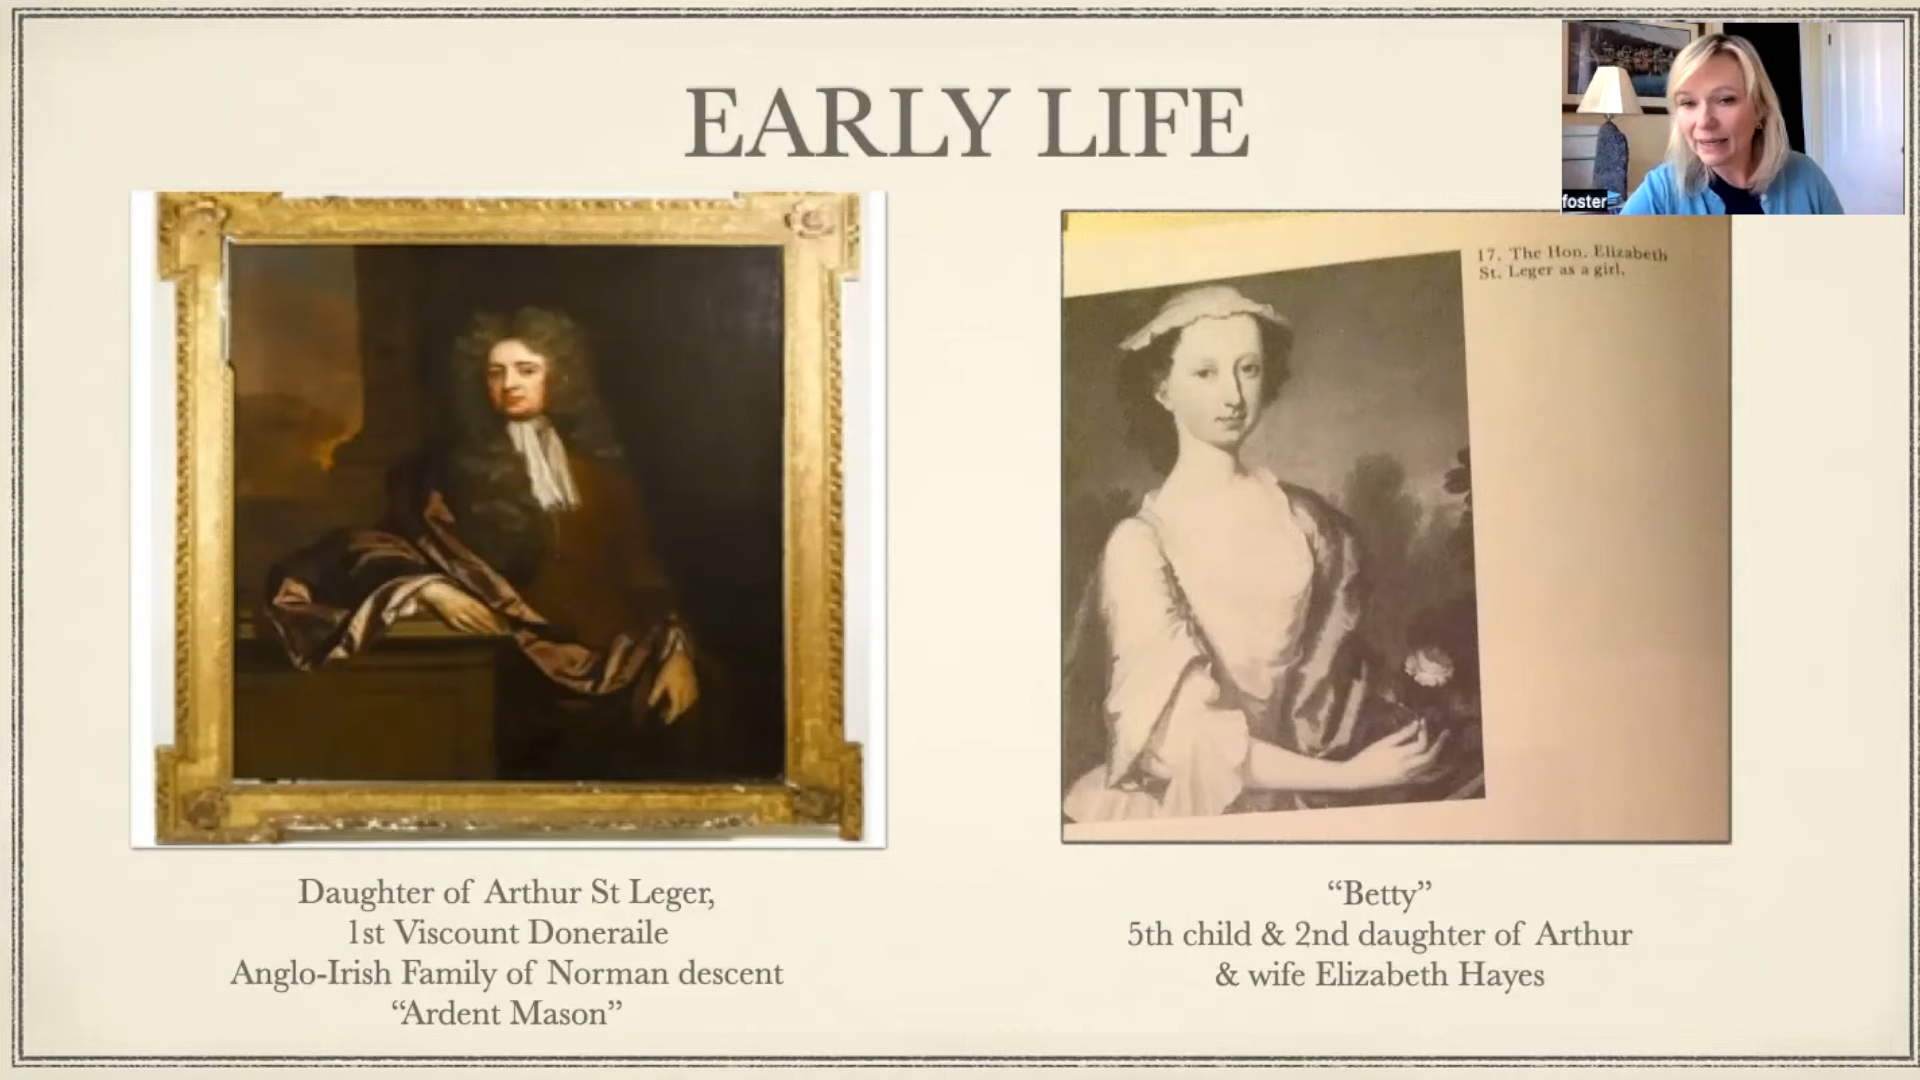 EARLY LIFE
foster
17. The Hon. Elizabeth
St. Leger as a girl.
Daughter of Arthur St Leger,
1st Viscount Doneraile
Anglo-Irish Family of Norman descent
“Ardent Mason”
“Betty”
5th child & 2nd daughter of Arthur
& wife Elizabeth Hayes